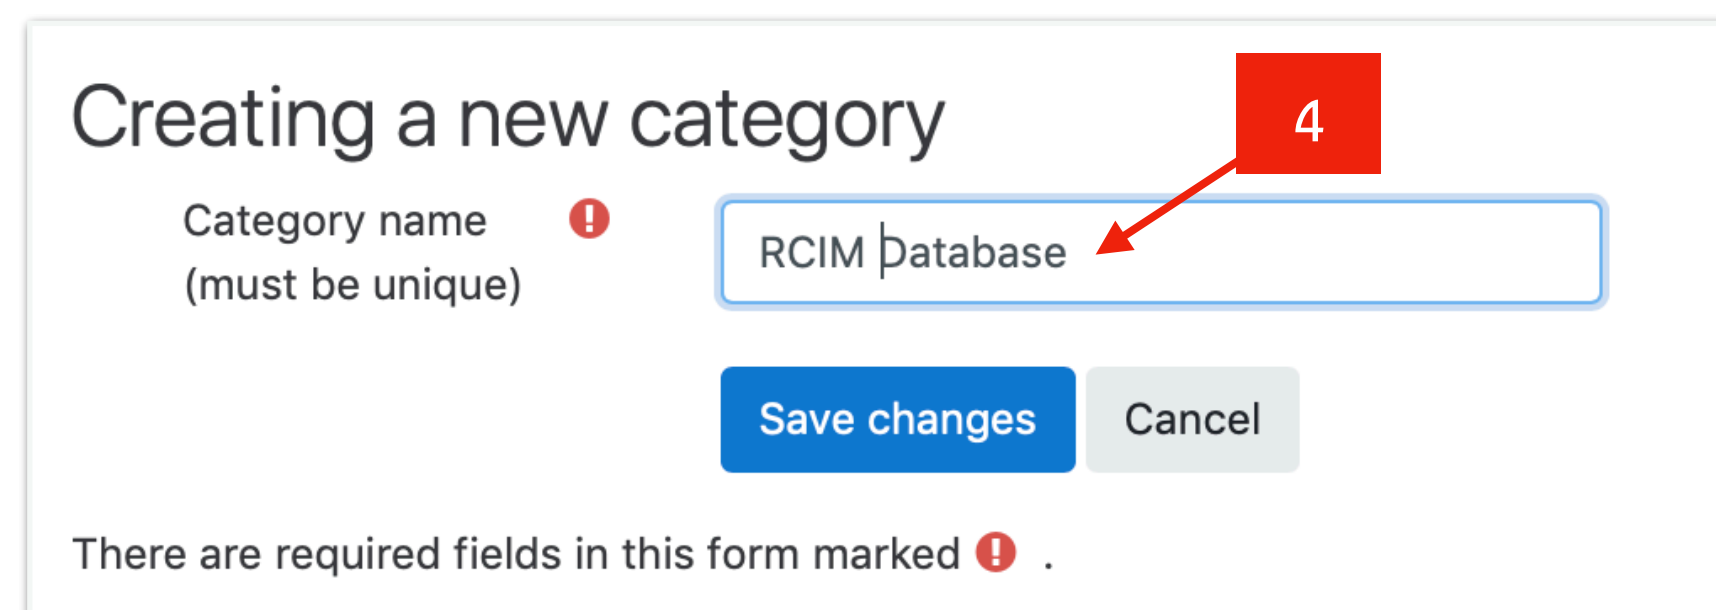 Creating a new category
4
Category name
(must be unique)
RCIM Database
Save changes
Cancel
There are required fields in this form marked ! .